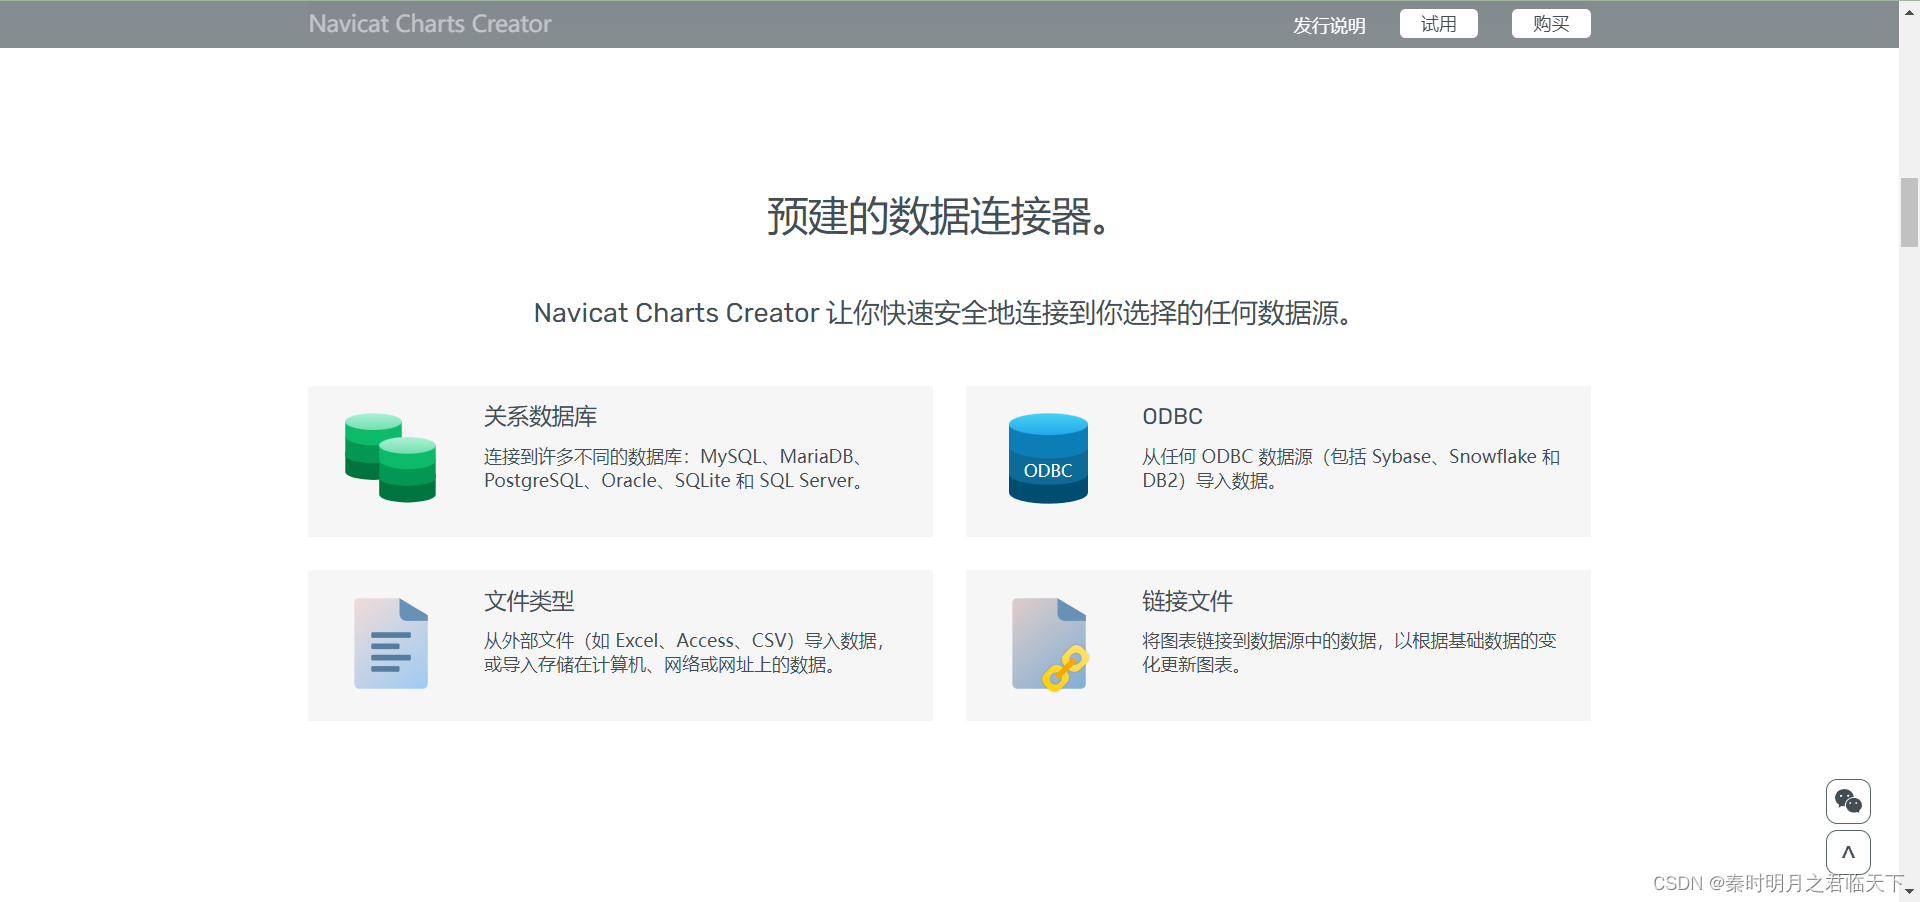 Navicat Charts Creator
发行说明
试用
购买
预建的数据连接器。
Navicat Charts Creator 让你快速安全地连接到你选择的任何数据源。
关系数据库
连接到许多不同的数据库：MySQL、MariaDB、
PostgreSQL、Oracle、SQLite 和 SQL Server。
ODBC
ODBC
从任何 ODBC 数据源（包括 Sybase、Snowflake 和
DB2）导入数据。
文件类型
从外部文件（如 Excel、Access、CSV）导入数据，
或导入存储在计算机、网络或网址上的数据。
链接文件
将图表链接到数据源中的数据，以根据基础数据的变
化更新图表。
CSDN @秦时明月之君临天下